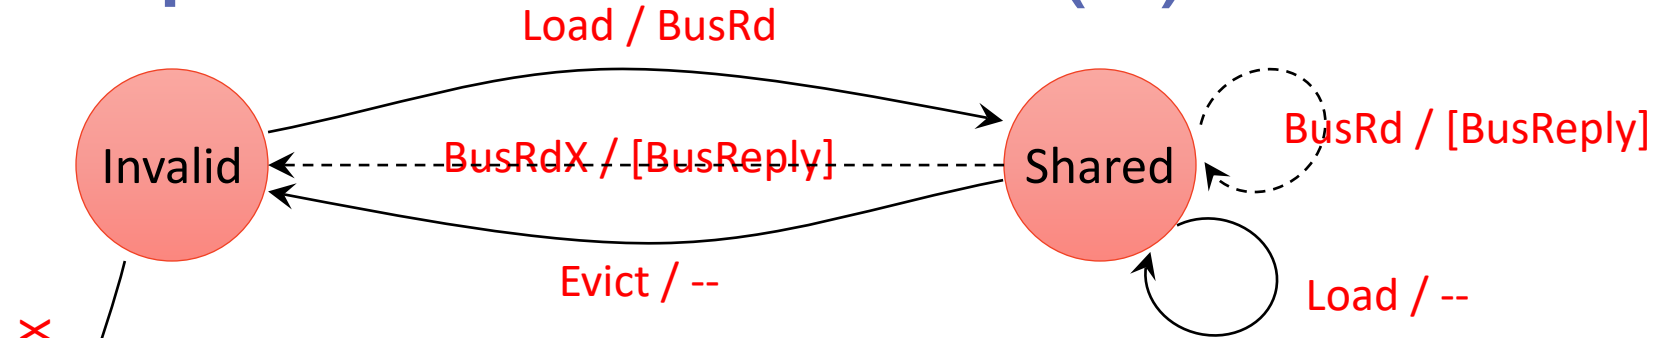 Load / BusRd
BusRd / [BusReply]
BusRdX / [BusReply]
Invalid
Shared
Evict / --
Load / --
X